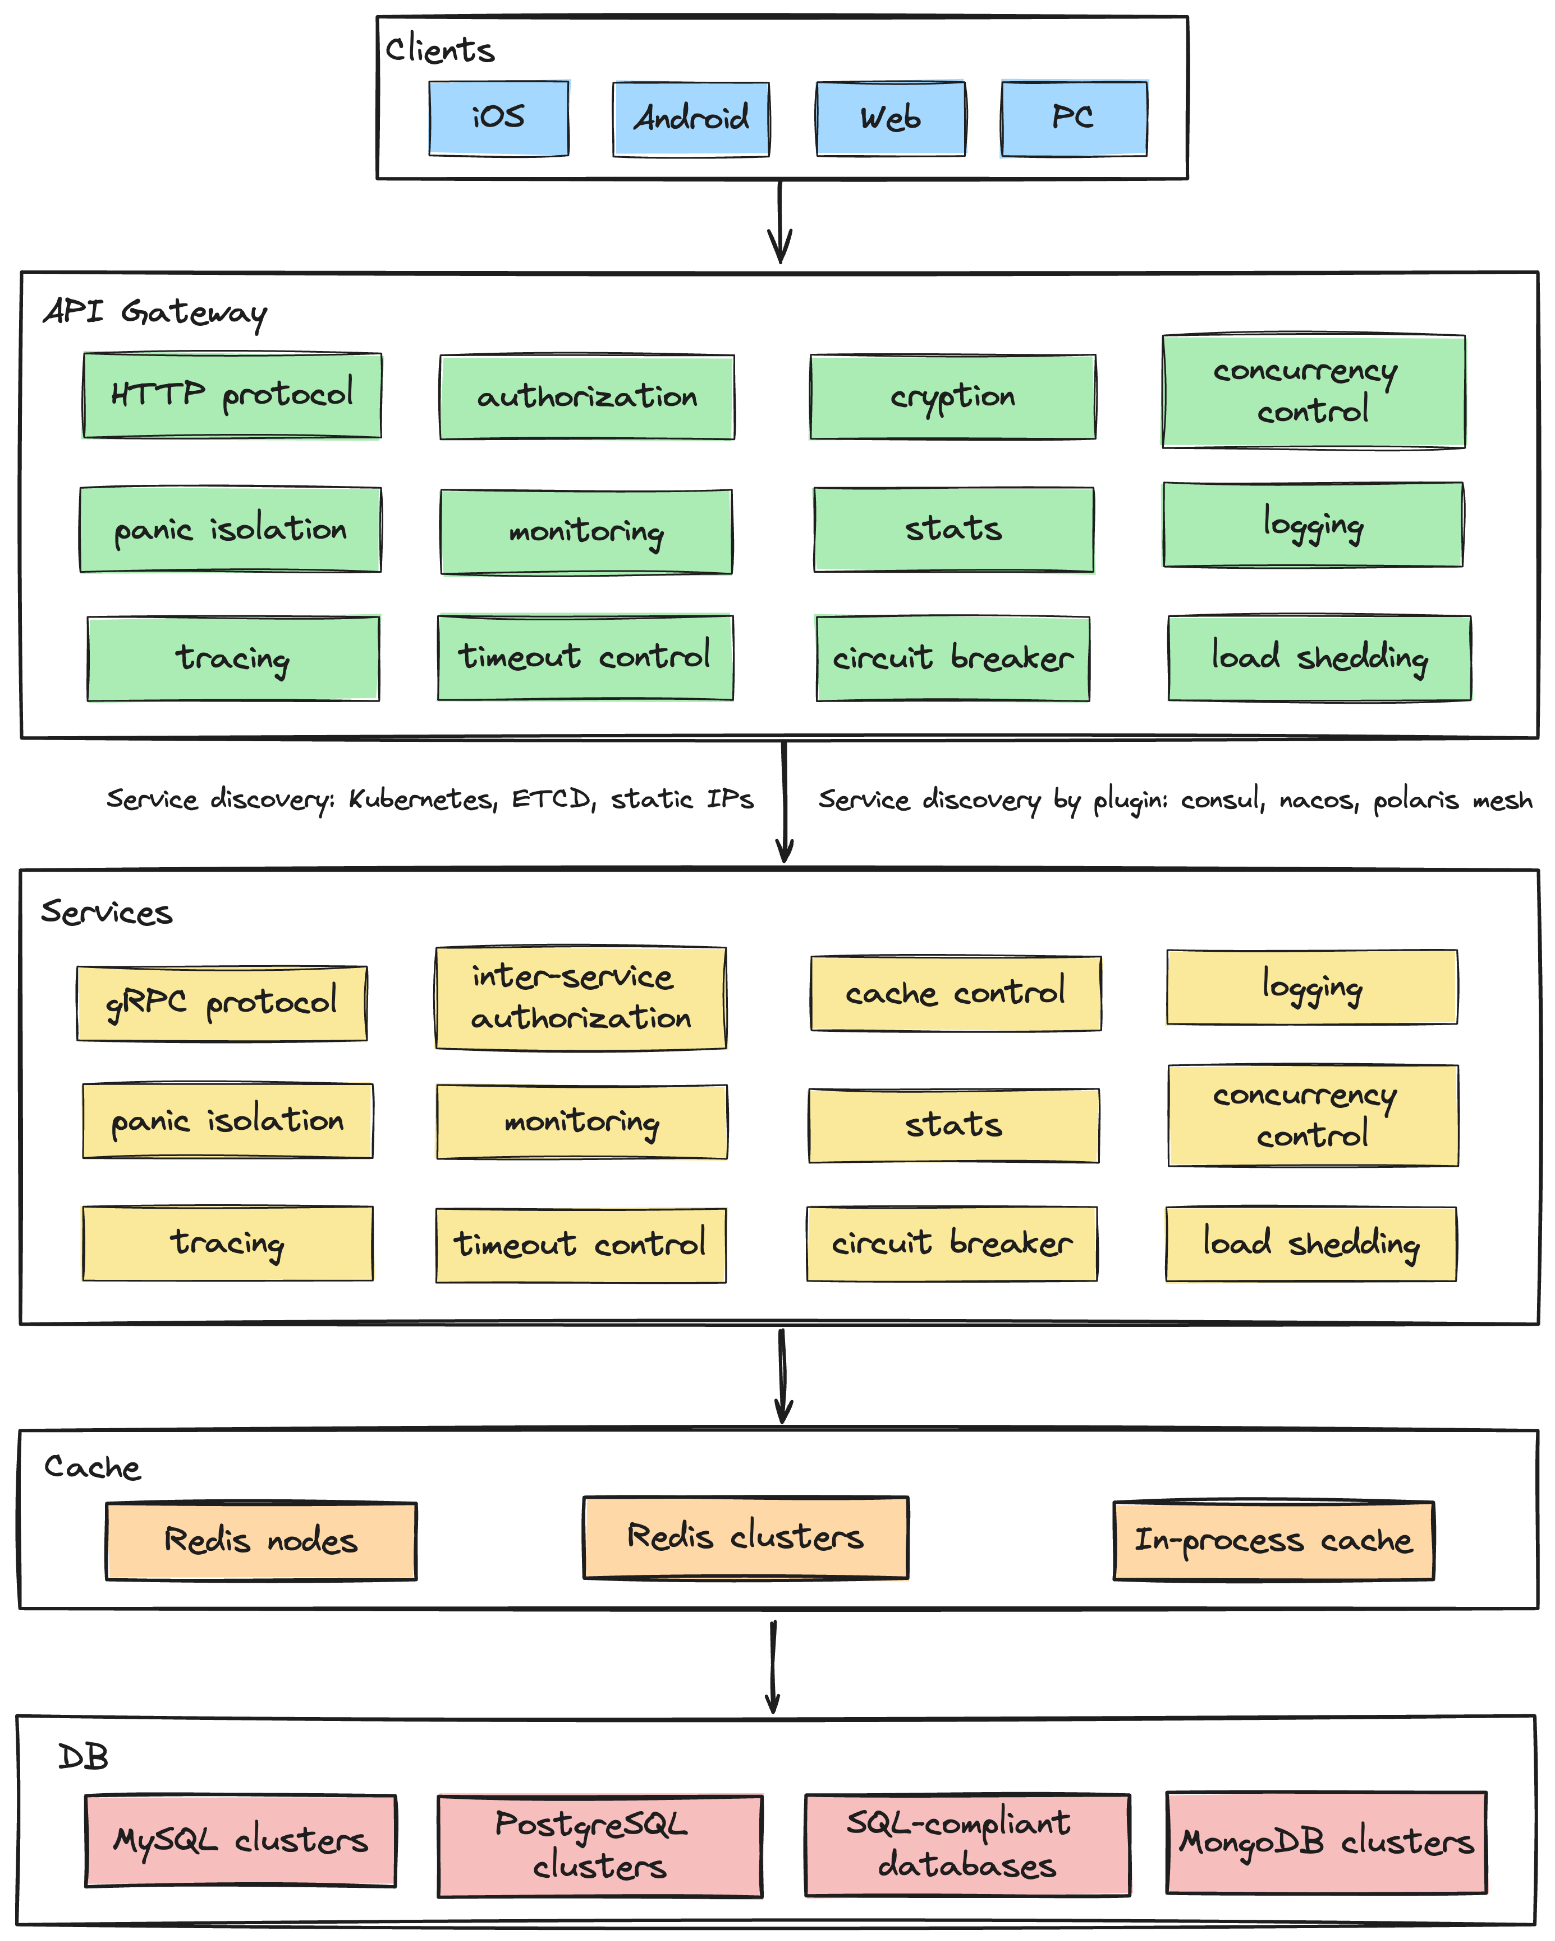 Clients
iOS
Android
Web
PC
API Gateway
HTTP protocol
authorization
cryption
concurrency
control
panic isolation
monitoring
stats
logging
tracing
timeout control
circuit breaker
load shedding
Service discovery: Kubernetes, ETCD, static IPs
Service discovery by plugin: consul, nacos, polaris mesh
Services
gRPC protocol
inter-service
authorization
cache control
logging
panic isolation
monitoring
stats
concurrency
control
tracing
timeout control
circuit breaker
load shedding
Cache
Redis nodes
Redis clusters
In-process cache
DB
MySQL clusters
PostgreSQL
clusters
SQL-compliant
databases
MongoDB clusters